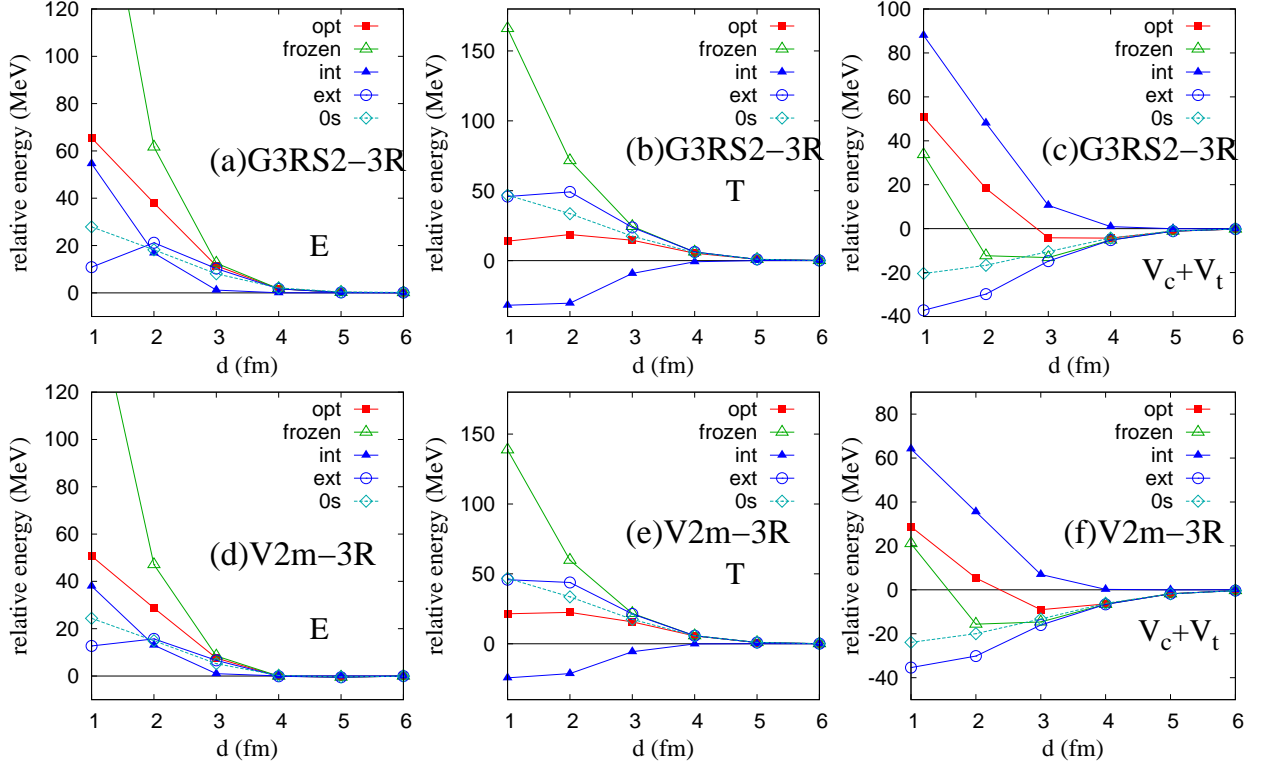 relative energy (MeV)
120
100
80
60
40
20
0
opt
frozen
int
ext
0s
(a)G3RS2−3R
E
1 2 3 4 5 6
d (fm)
relative energy (MeV)
150
100
50
0
opt
frozen
int
ext
0s
(b)G3RS2−3R
T
1 2 3 4 5 6
d (fm)
relative energy (MeV)
100
80
60
40
20
0
-20
-40
opt
frozen
int
ext
0s
(c)G3RS2−3R
V_c+V_t
1 2 3 4 5 6
d (fm)
relative energy (MeV)
120
100
80
60
40
20
0
opt
frozen
int
ext
0s
(d)V2m−3R
E
1 2 3 4 5 6
d (fm)
relative energy (MeV)
150
100
50
0
opt
frozen
int
ext
0s
(e)V2m−3R
T
1 2 3 4 5 6
d (fm)
relative energy (MeV)
80
60
40
20
0
-20
-40
opt
frozen
int
ext
0s
(f)V2m−3R
V_c+V_t
1 2 3 4 5 6
d (fm)